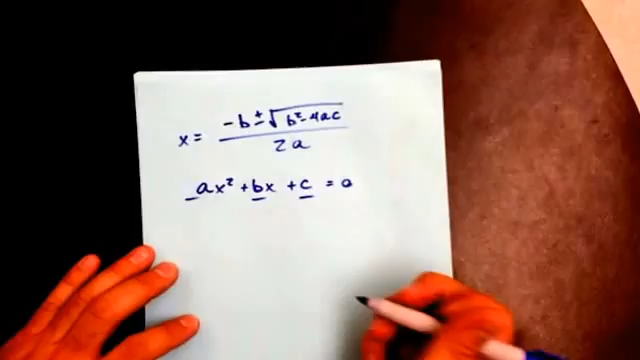 x = -b ± √b² - 4ac / 2a
ax² + bx + c = 0